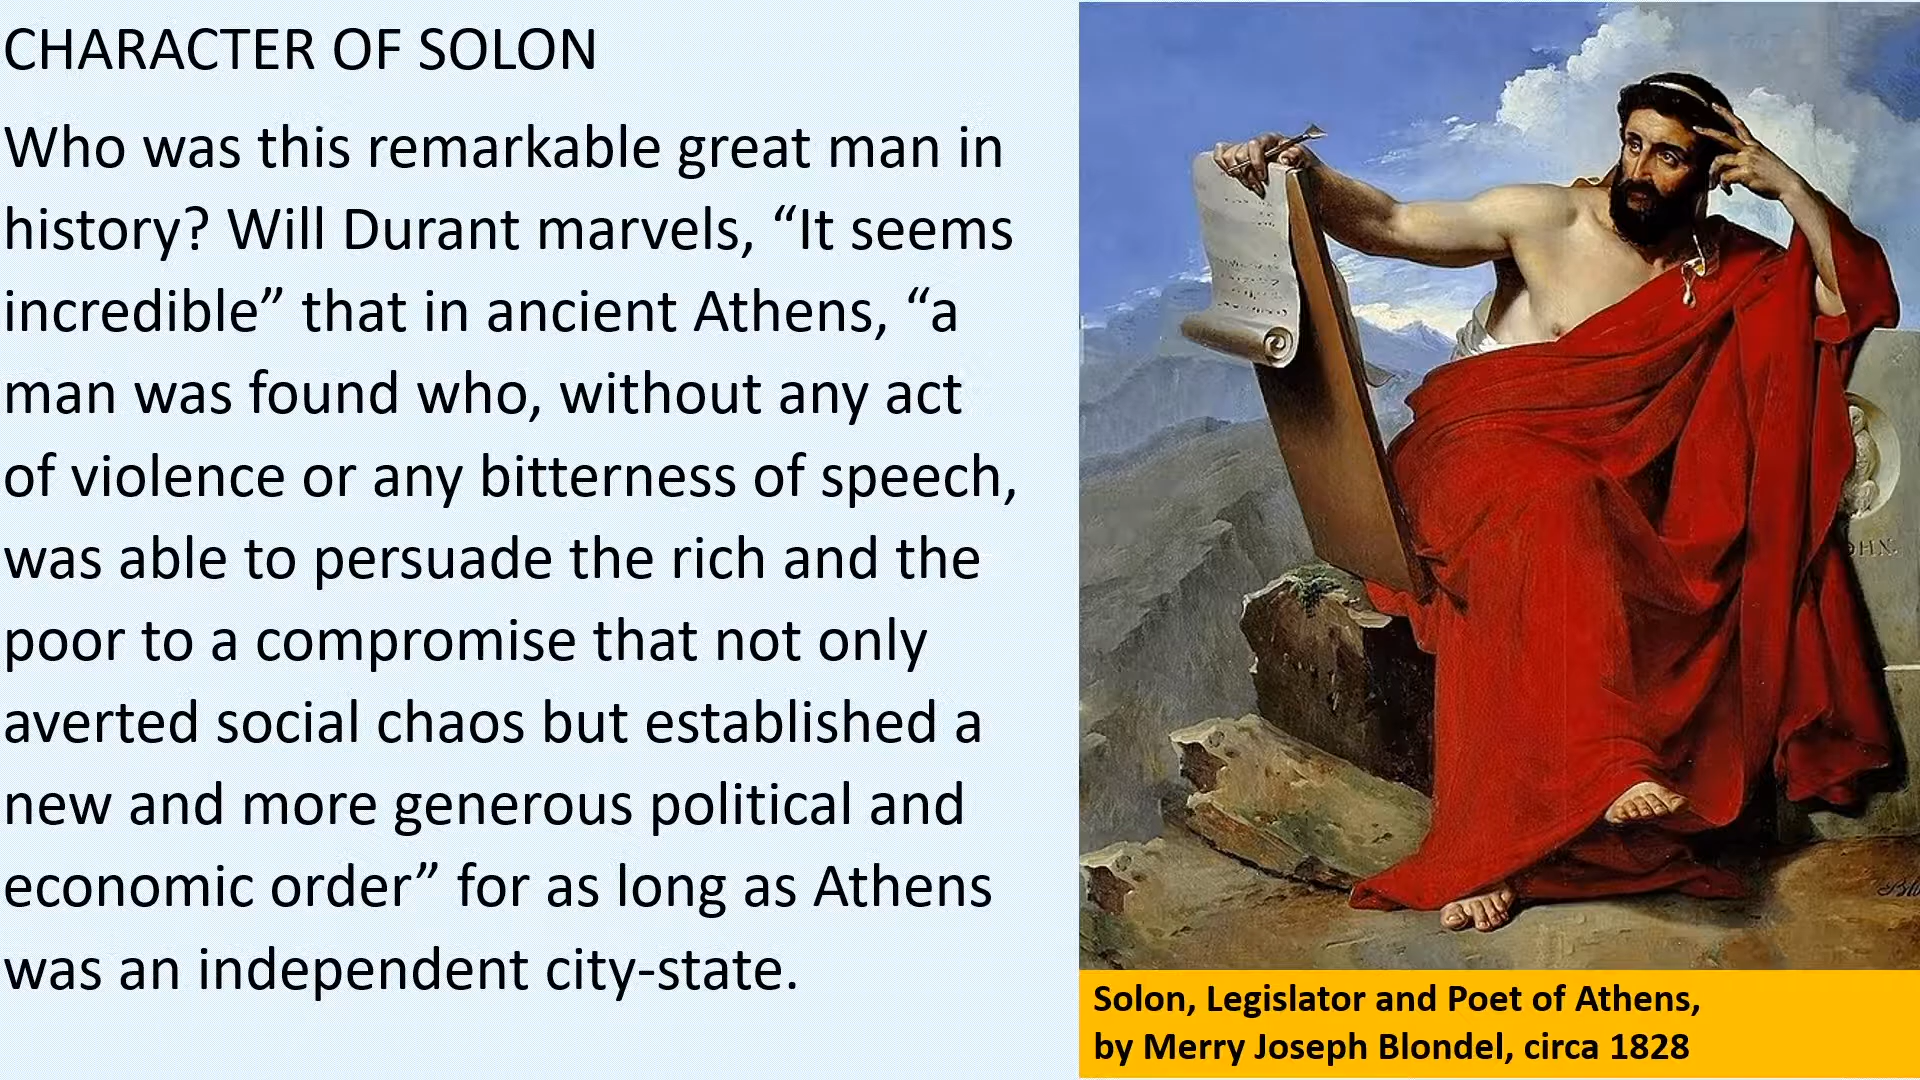 CHARACTER OF SOLON
Who was this remarkable great man in
history? Will Durant marvels, “It seems
incredible” that in ancient Athens, “a
man was found who, without any act
of violence or any bitterness of speech,
was able to persuade the rich and the
poor to a compromise that not only
averted social chaos but established a
new and more generous political and
economic order” for as long as Athens
was an independent city-state.
Solon, Legislator and Poet of Athens,
by Merry Joseph Blondel, circa 1828